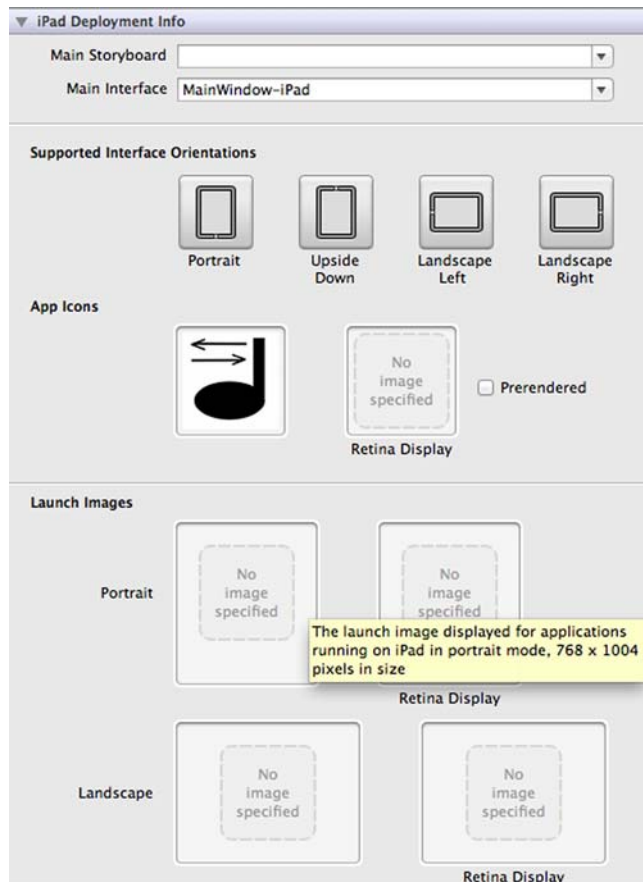 iPad Deployment Info
Main Storyboard
Main Interface MainWindow-iPad
Supported Interface Orientations
Portrait
Upside
Down
Landscape
Left
Landscape
Right
App Icons
No
image
specified
Prerendered
Retina Display
Launch Images
Portrait
No
image
specified
No
image
specified
The launch image displayed for applications
running on iPad in portrait mode, 768 x 1004
pixels in size
Retina Display
Landscape
No
image
specified
No
image
specified
Retina Display